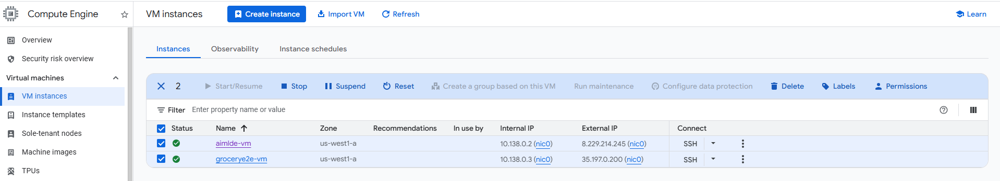 Compute Engine
VM instances
Create instance
Import VM
Refresh
Learn
Overview
Security risk overview
Virtual machines
VM instances
Instance templates
Sole-tenant nodes
Machine images
TPUs
Instances
Observability
Instance schedules
2
Start/Resume
Stop
Suspend
Reset
Create a group based on this VM
Run maintenance
Configure data protection
Delete
Labels
Permissions
Filter Enter property name or value
Status Name Zone Recommendations In use by Internal IP External IP Connect
aimlde-vm us-west1-a 10.138.0.2 (nic0) 8.229.214.245 (nic0) SSH
grocerye2e-vm us-west1-a 10.138.0.3 (nic0) 35.197.0.200 (nic0) SSH